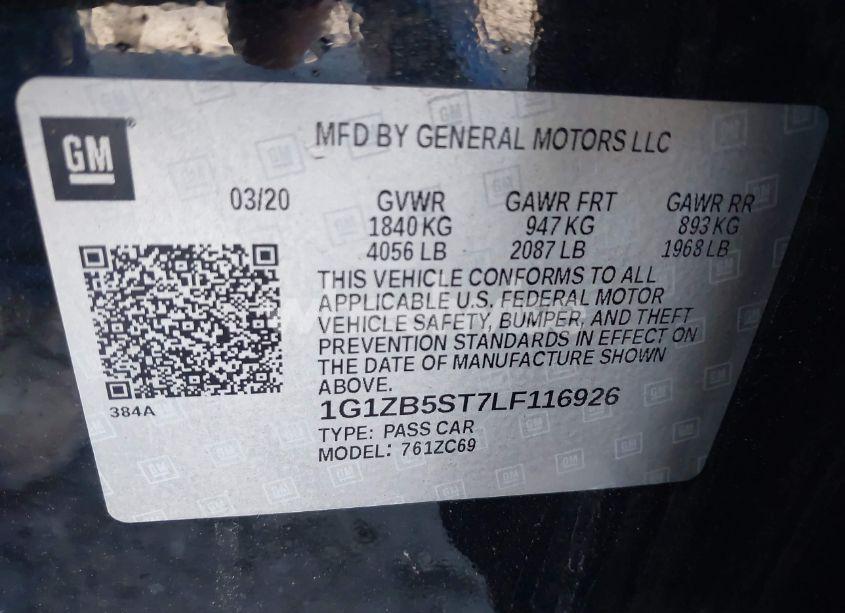 GM
MFD BY GENERAL MOTORS LLC
03/20 GVWR GAWR FRT GAWR RR
1840 KG 947 KG 893 KG
4056 LB 2087 LB 1968 LB
THIS VEHICLE CONFORMS TO ALL
APPLICABLE U.S. FEDERAL MOTOR
VEHICLE SAFETY, BUMPER, AND THEFT
PREVENTION STANDARDS IN EFFECT ON
THE DATE OF MANUFACTURE SHOWN
ABOVE.
384A
1G1ZB5ST7LF116926
TYPE: PASS CAR
MODEL: 761ZC69